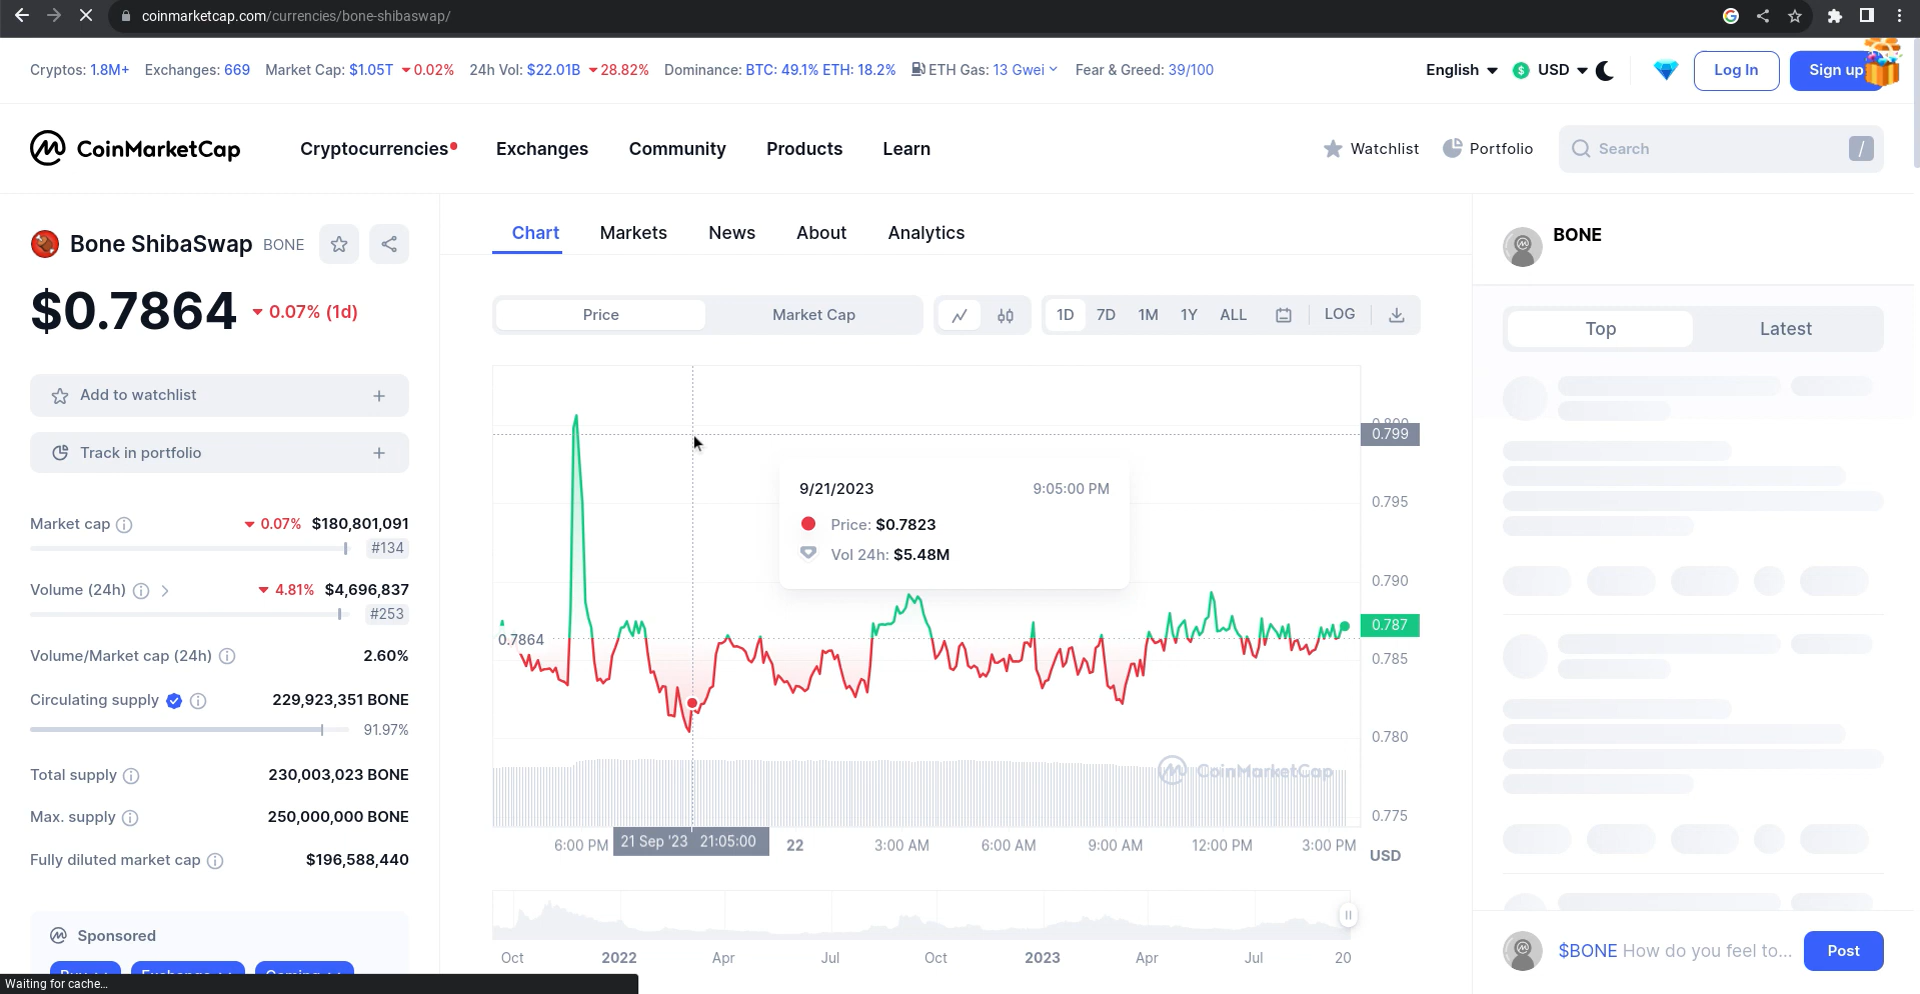 coinmarketcap.com/currencies/bone-shibaswap/
Cryptos: 1.8M+ Exchanges: 669 Market Cap: $1.05T 0.02% 24h Vol: $22.01B 28.82% Dominance: BTC: 49.1% ETH: 18.2% ETH Gas: 13 Gwei Fear & Greed: 39/100
English USD Log In Sign up
CoinMarketCap Cryptocurrencies Exchanges Community Products Learn Watchlist Portfolio Search /
Bone ShibaSwap BONE
$0.7864 0.07% (1d)
Add to watchlist +
Track in portfolio +
Market cap 0.07% $180,801,091
#134
Volume (24h) 4.81% $4,696,837
#253
Volume/Market cap (24h) 2.60%
Circulating supply 229,923,351 BONE
91.97%
Total supply 230,003,023 BONE
Max. supply 250,000,000 BONE
Fully diluted market cap $196,588,440
Sponsored
Chart Markets News About Analytics
Price Market Cap 1D 7D 1M 1Y ALL LOG
0.799
0.795
0.790
0.787
0.785
0.780
0.775
0.7864
9/21/2023 9:05:00 PM
Price: $0.7823
Vol 24h: $5.48M
CoinMarketCap
6:00 PM 21 Sep '23 21:05:00 22 3:00 AM 6:00 AM 9:00 AM 12:00 PM 3:00 PM
USD
Oct 2022 Apr Jul Oct 2023 Apr Jul 20
BONE
Top Latest
$BONE How do you feel to... Post
Waiting for cache...